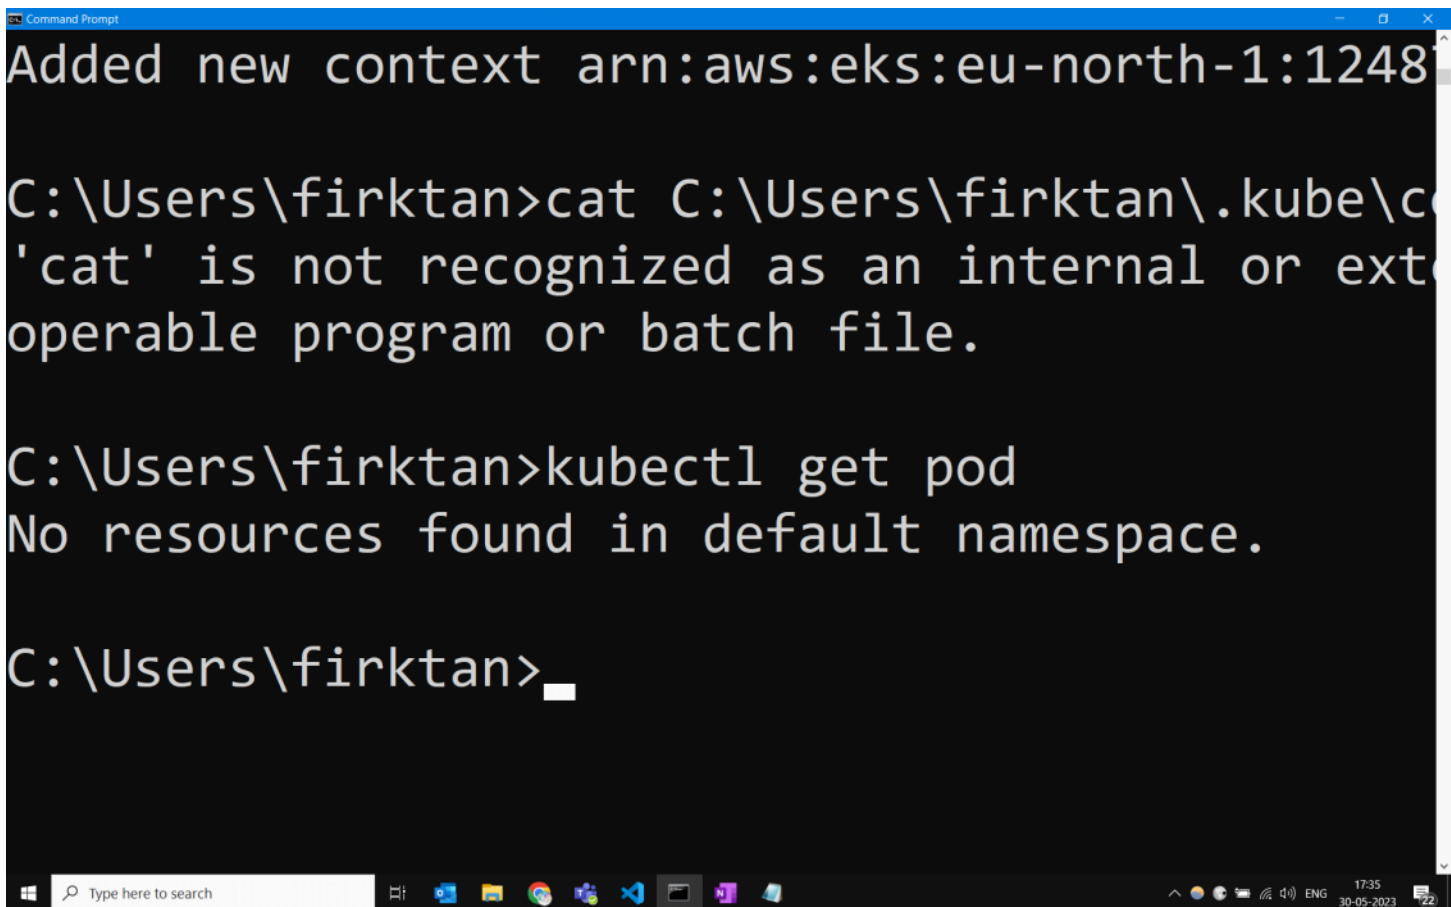 Command Prompt
Added new context arn:aws:eks:eu-north-1:1248
C:\Users\firktan>cat C:\Users\firktan\.kube\c
'cat' is not recognized as an internal or ext
operable program or batch file.
C:\Users\firktan>kubectl get pod
No resources found in default namespace.
C:\Users\firktan>
Type here to search
ENG
17:35
30-05-2023
22